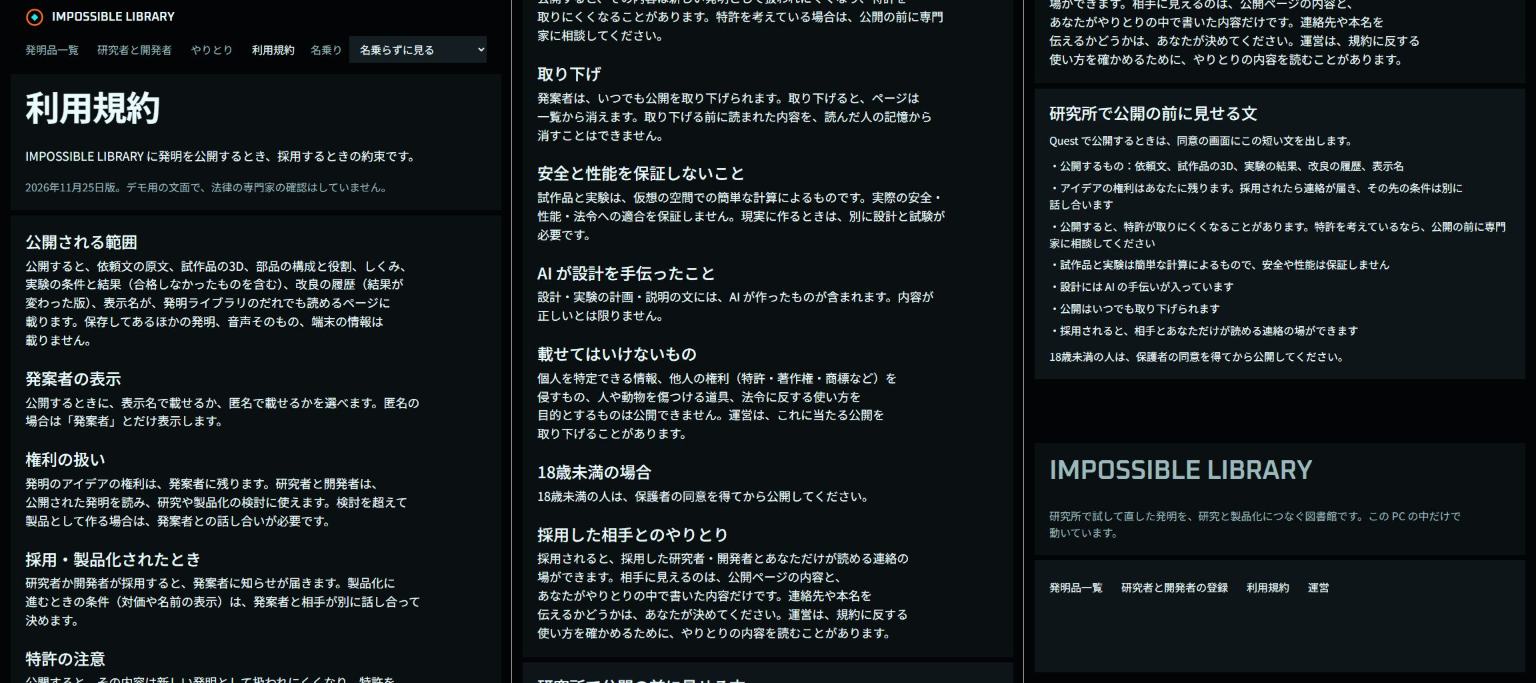 IMPOSSIBLE LIBRARY
発明品一覧 研究者と開発者 やりとり 利用規約 名乗り 名乗らずに見る
利用規約
IMPOSSIBLE LIBRARY に発明を公開するとき、採用するときの約束です。
2026年11月25日版。デモ用の文面で、法律の専門家の確認はしていません。
公開される範囲
公開すると、依頼文の原文、試作品の3D、部品の構成と役割、しくみ、
実験の条件と結果（合格しなかったものを含む）、改良の履歴（結果が
変わった版）、表示名が、発明ライブラリのだれでも読めるページに
載ります。保存してあるほかの発明、音声そのもの、端末の情報は
載りません。
発案者の表示
公開するときに、表示名で載せるか、匿名で載せるかを選べます。匿名の
場合は「発案者」とだけ表示します。
権利の扱い
発明のアイデアの権利は、発案者に残ります。研究者と開発者は、
公開された発明を読み、研究や製品化の検討に使えます。検討を超えて
製品として作る場合は、発案者との話し合いが必要です。
採用・製品化されたとき
研究者か開発者が採用すると、発案者に知らせが届きます。製品化に
進むときの条件（対価や名前の表示）は、発案者と相手が別に話し合って
決めます。
特許の注意
公開すると、その内容は新しい発明として扱われにくくなり、特許を
取りにくくなることがあります。特許を考えている場合は、公開の前に専門
家に相談してください。
取り下げ
発案者は、いつでも公開を取り下げられます。取り下げると、ページは
一覧から消えます。取り下げる前に読まれた内容を、読んだ人の記憶から
消すことはできません。
安全と性能を保証しないこと
試作品と実験は、仮想の空間での簡単な計算によるものです。実際の安全・
性能・法令への適合を保証しません。現実に作るときは、別に設計と試験が
必要です。
AI が設計を手伝ったこと
設計・実験の計画・説明の文には、AI が作ったものが含まれます。内容が
正しいとは限りません。
載せてはいけないもの
個人を特定できる情報、他人の権利（特許・著作権・商標など）を
侵すもの、人や動物を傷つける道具、法令に反する使い方を
目的とするものは公開できません。運営は、これに当たる公開を
取り下げることがあります。
18歳未満の場合
18歳未満の人は、保護者の同意を得てから公開してください。
採用した相手とのやりとり
採用されると、採用した研究者・開発者とあなただけが読める連絡の
場ができます。相手に見えるのは、公開ページの内容と、
あなたがやりとりの中で書いた内容だけです。連絡先や本名を
伝えるかどうかは、あなたが決めてください。運営は、規約に反する
使い方を確かめるために、やりとりの内容を読むことがあります。
場ができます。相手に見えるのは、公開ページの内容と、
あなたがやりとりの中で書いた内容だけです。連絡先や本名を
伝えるかどうかは、あなたが決めてください。運営は、規約に反する
使い方を確かめるために、やりとりの内容を読むことがあります。
研究所で公開の前に見せる文
Quest で公開するときは、同意の画面にこの短い文を出します。
・公開するもの：依頼文、試作品の3D、実験の結果、改良の履歴、表示名
・アイデアの権利はあなたに残ります。採用されたら連絡が届き、その先の条件は別に
話し合います
・公開すると、特許が取りにくくなることがあります。特許を考えているなら、公開の前に専門
家に相談してください
・試作品と実験は簡単な計算によるもので、安全や性能は保証しません
・設計には AI の手伝いが入っています
・公開はいつでも取り下げられます
・採用されると、相手とあなただけが読める連絡の場ができます
18歳未満の人は、保護者の同意を得てから公開してください。
IMPOSSIBLE LIBRARY
研究所で試して直した発明を、研究と製品化につなぐ図書館です。この PC の中だけで
動いています。
発明品一覧 研究者と開発者の登録 利用規約 運営